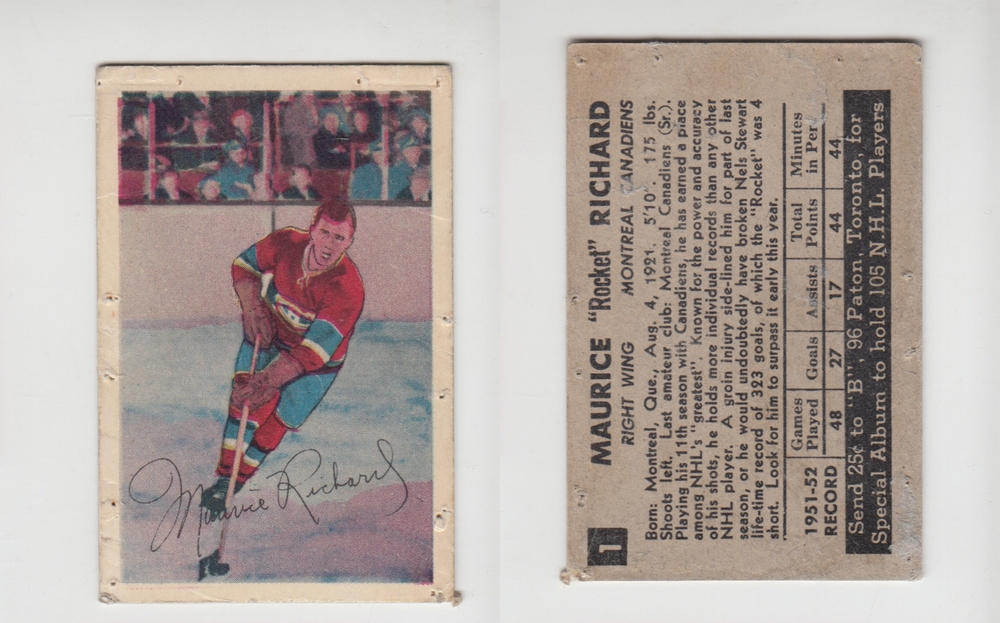 Maurice Richard
1
MAURICE "Rocket" RICHARD
RIGHT WING MONTREAL CANADIENS
Born: Montreal, Que., Aug. 4, 1921. 5'10". 175 lbs.
Shoots left. Last amateur club: Montreal Canadiens (Sr.).
Playing his 11th season with Canadiens, he has earned a place
among NHL's "greatest". Known for the power and accuracy
of his shots, he holds more individual records than any other
NHL player. A groin injury side-lined him for part of last
season, or he would undoubtedly have broken Nels Stewart
life-time record of 323 goals, of which the "Rocket" was 4
short. Look for him to surpass it early this year.
Games Total Minutes
1951-52 Played Goals Assists Points in Pen.
RECORD 48 27 17 44 44
Send 25¢ to "B", 96 Paton, Toronto, for
Special Album to hold 105 N.H.L. Players